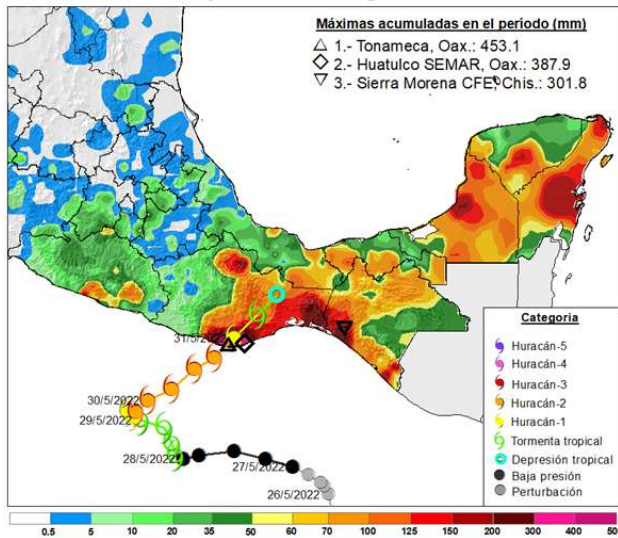 Máximas acumuladas en el período (mm)
1.- Tonameca, Oax.: 453.1
2.- Huatulco SEMAR, Oax.: 387.9
3.- Sierra Morena CFE, Chis.: 301.8
31/5/2022
30/5/2022
29/5/2022
28/5/2022
27/5/2022
26/5/2022
Categoria
Huracán-5
Huracán-4
Huracán-3
Huracán-2
Huracán-1
Tormenta tropical
Depresión tropical
Baja presión
Perturbación
0.5 5 10 20 35 50 60 70 100 125 150 200 300 400